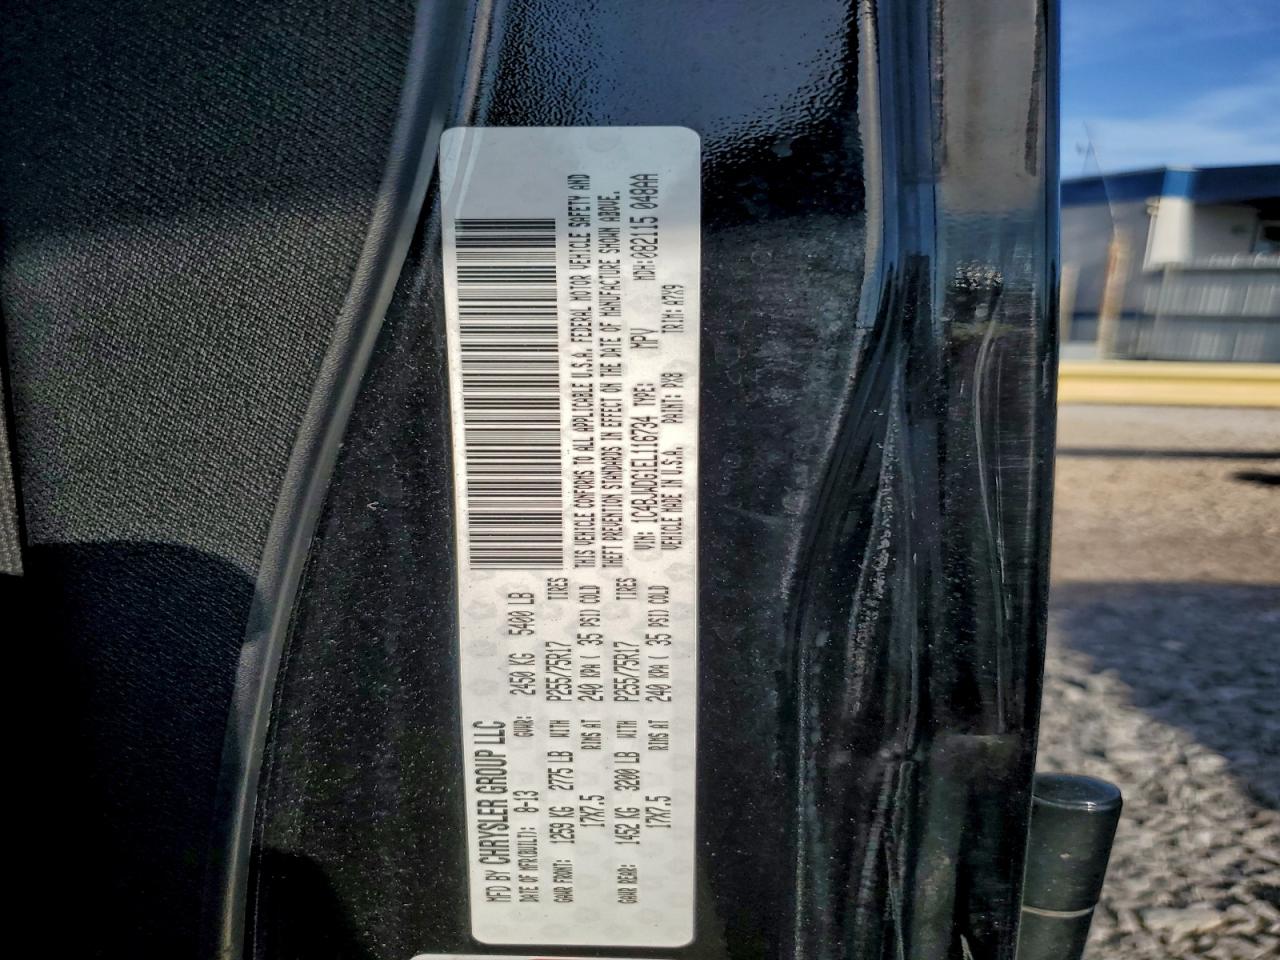 MFD BY CHRYSLER GROUP LLC
DATE OF MFR(BUILT): 8-13 GVWR: 2450 KG 5400 LB
GAWR FRONT: 1259 KG 2775 LB WITH P255/75R17 TIRES
17X7.5 RIMS AT 240 KPA ( 35 PSI) COLD
GAWR REAR: 1452 KG 3200 LB WITH P255/75R17 TIRES
17X7.5 RIMS AT 240 KPA ( 35 PSI) COLD
THIS VEHICLE CONFORMS TO ALL APPLICABLE U.S.A. FEDERAL MOTOR VEHICLE SAFETY AND
THEFT PREVENTION STANDARDS IN EFFECT ON THE DATE OF MANUFACTURE SHOWN ABOVE.
VIN: 1C4BJWDG1EL116734 TYPE: MPV MDH:082115 048AA
VEHICLE MADE IN U.S.A. PAINT: PX8 TRIM: A7X9